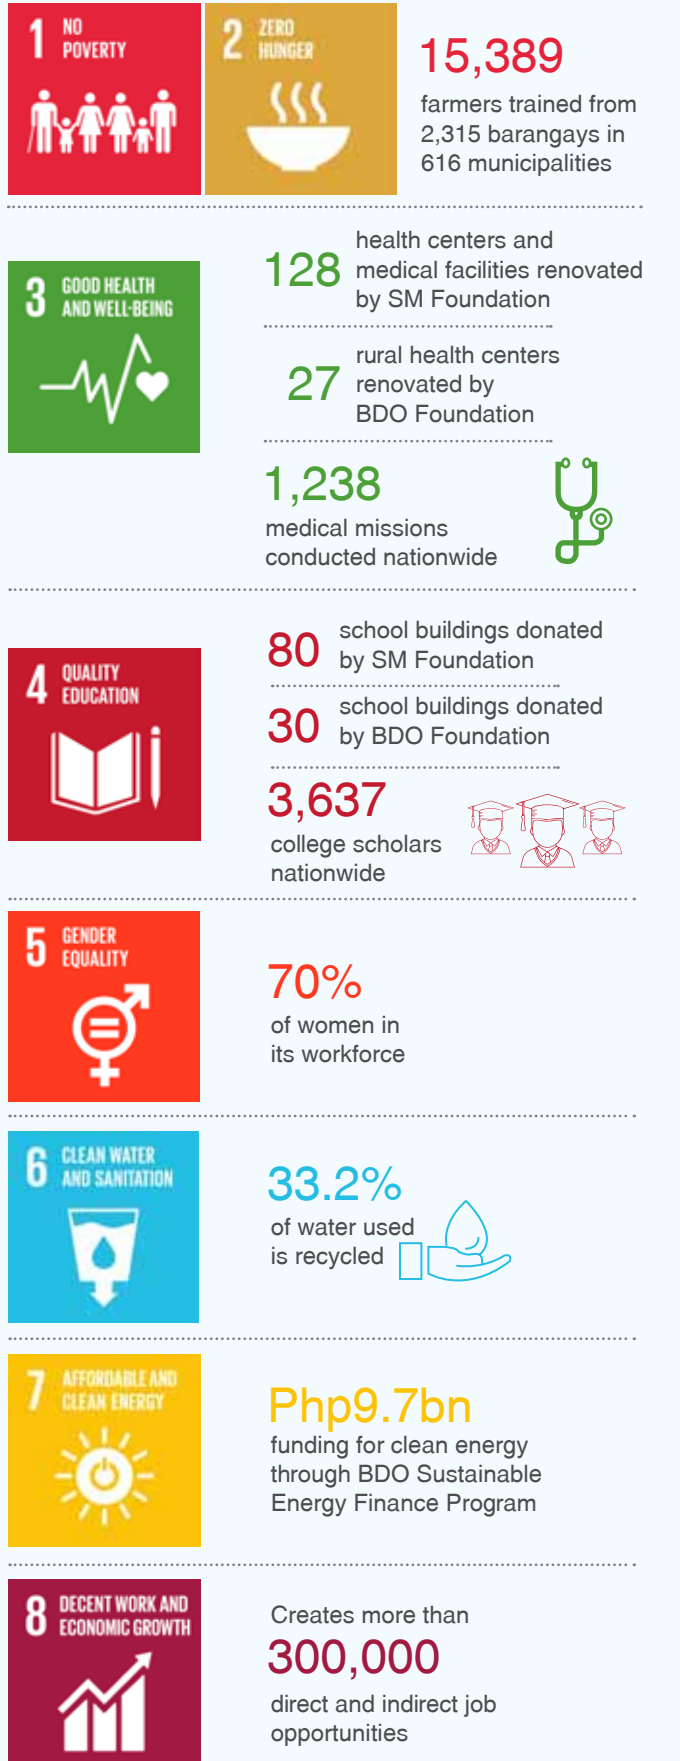 1 NO
POVERTY
2 ZERO
HUNGER
15,389
farmers trained from
2,315 barangays in
616 municipalities
3 GOOD HEALTH
AND WELL-BEING
128
health centers and
medical facilities renovated
by SM Foundation
27
rural health centers
renovated by
BDO Foundation
1,238
medical missions
conducted nationwide
4 QUALITY
EDUCATION
80
school buildings donated
by SM Foundation
30
school buildings donated
by BDO Foundation
3,637
college scholars
nationwide
5 GENDER
EQUALITY
70%
of women in
its workforce
6 CLEAN WATER
AND SANITATION
33.2%
of water used
is recycled
7 AFFORDABLE AND
CLEAN ENERGY
Php9.7bn
funding for clean energy
through BDO Sustainable
Energy Finance Program
8 DECENT WORK AND
ECONOMIC GROWTH
Creates more than
300,000
direct and indirect job
opportunities